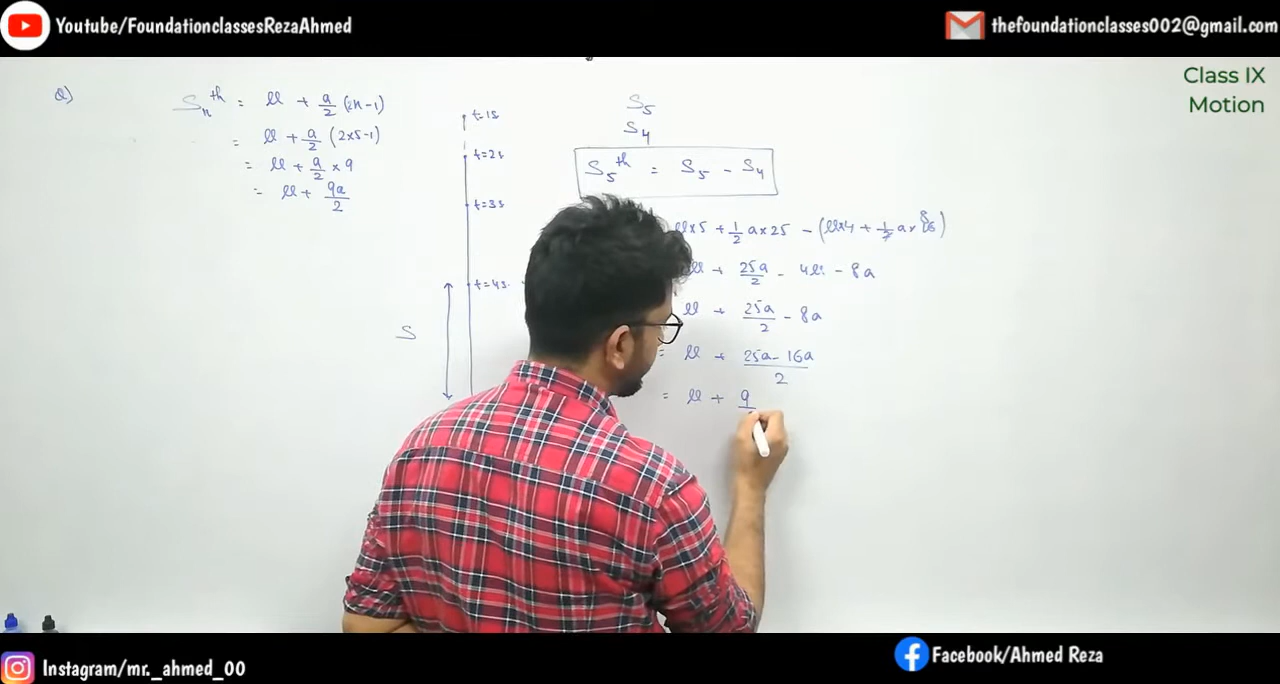 Youtube/FoundationclassesRezaAhmed
thefoundationclasses002@gmail.com
Class IX
Motion
Q)
Sₙᵗʰ = u + a/2 (2n-1)
= u + a/2 (2×5-1)
= u + a/2 × 9
= u + 9a/2
t=1s
t=2s
t=3s
t=4s
S
S₅
S₄
S₅ᵗʰ = S₅ - S₄
u×5 + 1/2 a×25 - (u×4 + 1/2 a×16 8)
u + 25a/2 - 4u - 8a
u + 25a/2 - 8a
= u + 25a-16a/2
= u + 9
Instagram/mr._ahmed_00
Facebook/Ahmed Reza